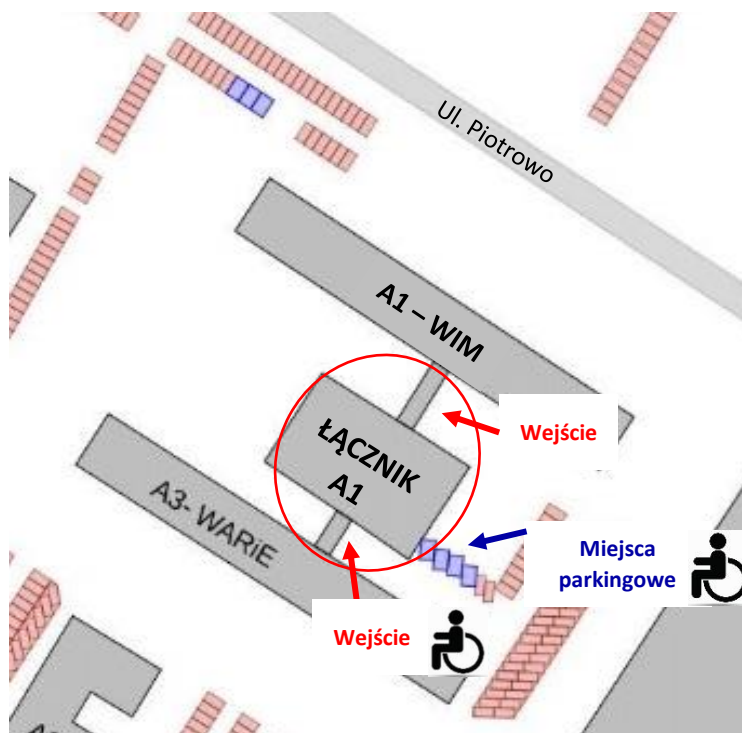 Ul. Piotrowo
A1 – WIM
Wejście
ŁĄCZNIK
A1
A3- WARiE
Miejsca
parkingowe
Wejście